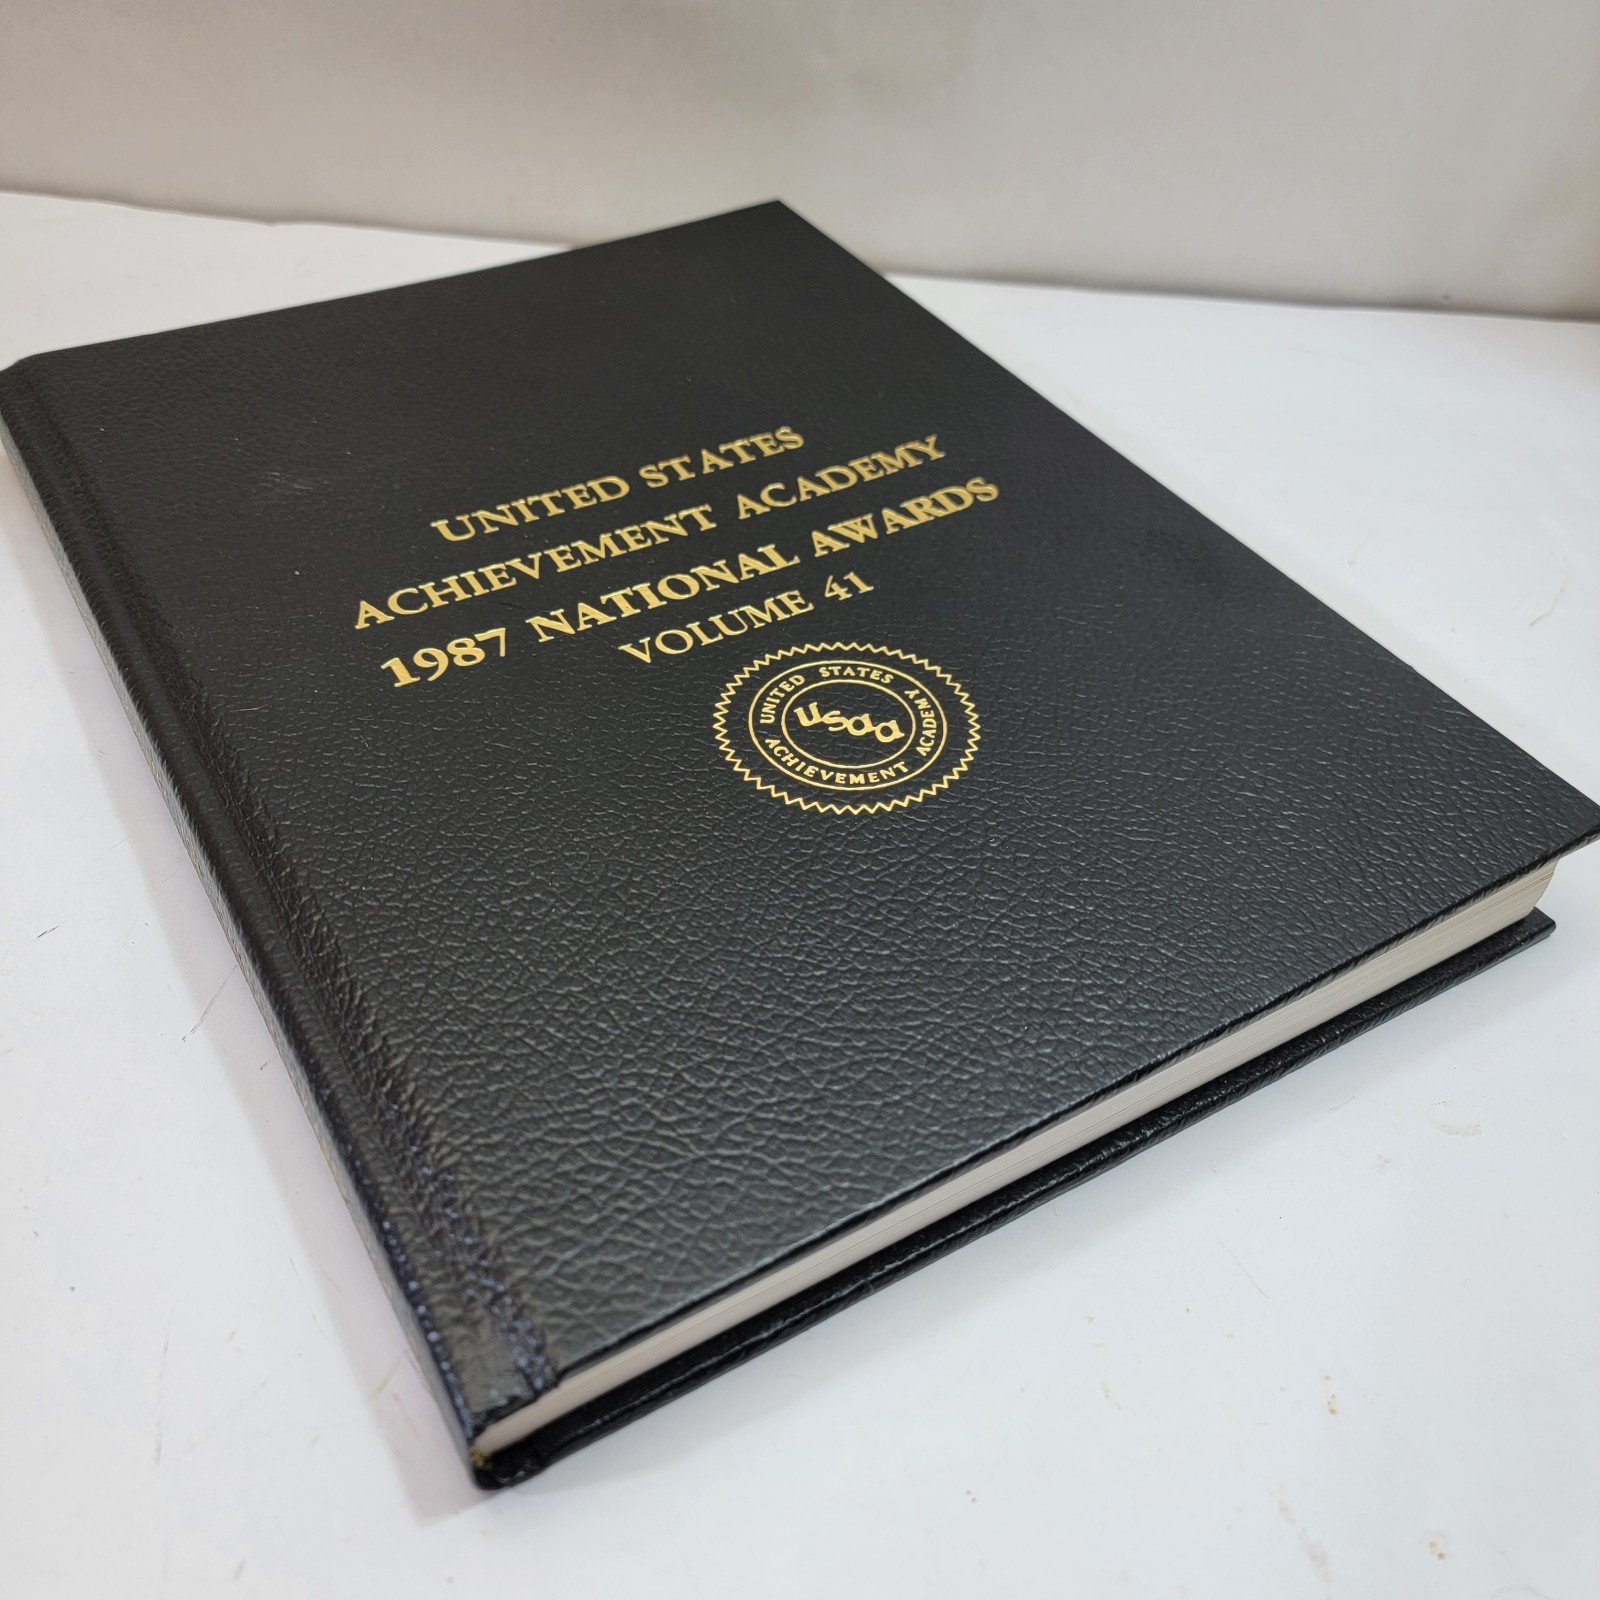 UNITED STATES
ACHIEVEMENT ACADEMY
1987 NATIONAL AWARDS
VOLUME 41
UNITED STATES ACHIEVEMENT ACADEMY
usaa